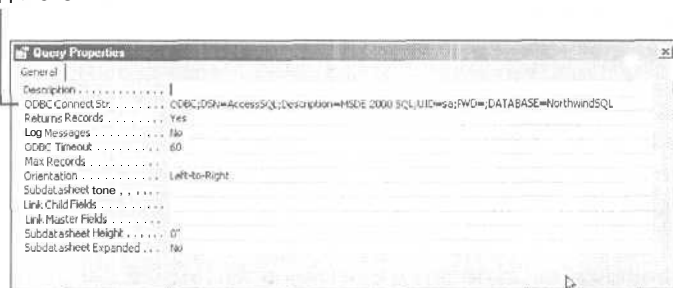 Query Properties
General
Description . . . . . . . . . . . . .
ODBC Connect Str. . . . . . . . ODBC;DSN=AccessSQL;Description=MSDE 2000 SQL;UID=sa;PWD=;DATABASE=NorthwindSQL
Returns Records . . . . . . . . . Yes
Log Messages . . . . . . . . . . No
ODBC Timeout . . . . . . . . . . 60
Max Records . . . . . . . . . .
Orientation . . . . . . . . . . . . . Left-to-Right
Subdatasheet tone , , . . . .
Link Child Fields . . . . . . . . .
Link Master Fields . . . . . . .
Subdatasheet Height . . . . . . 0"
Subdatasheet Expanded . . . No